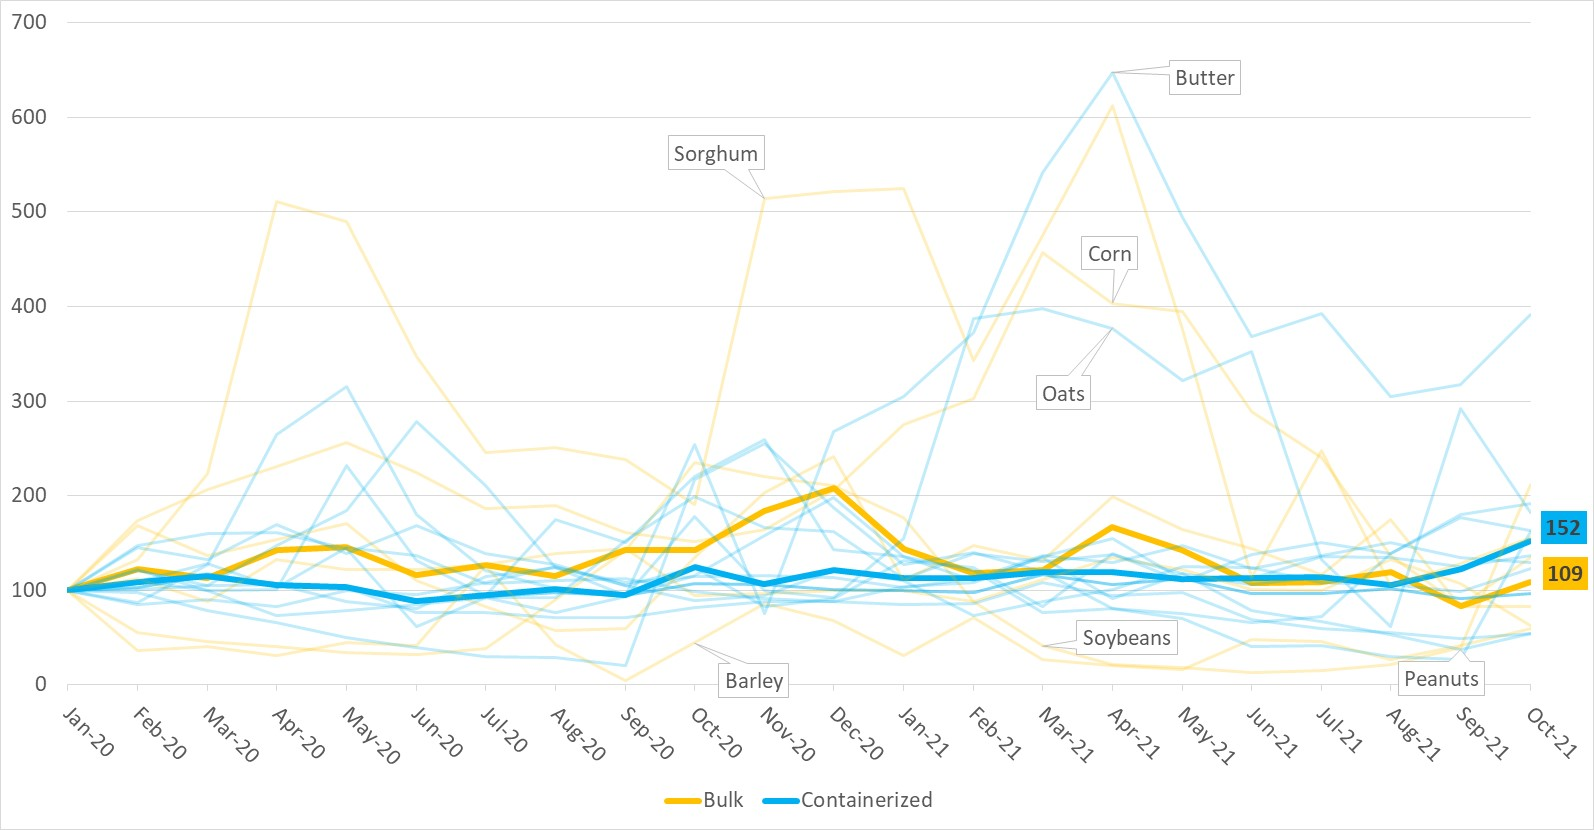 700
600
500
400
300
200
100
0
Butter
Sorghum
Corn
Oats
Soybeans
Barley
Peanuts
152
109
Jan-20
Feb-20
Mar-20
Apr-20
May-20
Jun-20
Jul-20
Aug-20
Sep-20
Oct-20
Nov-20
Dec-20
Jan-21
Feb-21
Mar-21
Apr-21
May-21
Jun-21
Jul-21
Aug-21
Sep-21
Oct-21
Bulk
Containerized